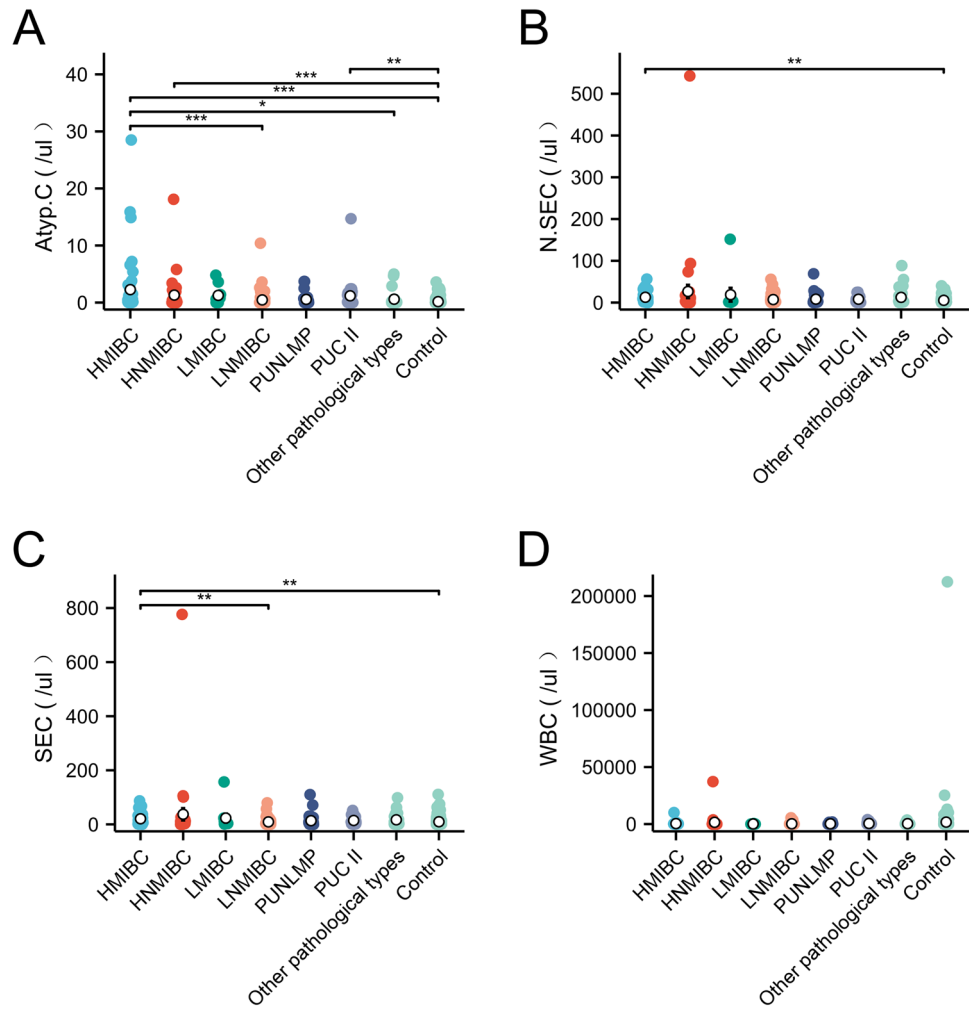 A
Atyp.C ( /ul )
40
30
20
10
0
**
***
***
*
***
HMIBC
HNMIBC
LMIBC
LNMIBC
PUNLMP
PUC II
Other pathological types
Control
B
N.SEC ( /ul )
500
400
300
200
100
0
**
HMIBC
HNMIBC
LMIBC
LNMIBC
PUNLMP
PUC II
Other pathological types
Control
C
SEC ( /ul )
800
600
400
200
0
**
**
HMIBC
HNMIBC
LMIBC
LNMIBC
PUNLMP
PUC II
Other pathological types
Control
D
WBC ( /ul )
200000
150000
100000
50000
0
HMIBC
HNMIBC
LMIBC
LNMIBC
PUNLMP
PUC II
Other pathological types
Control